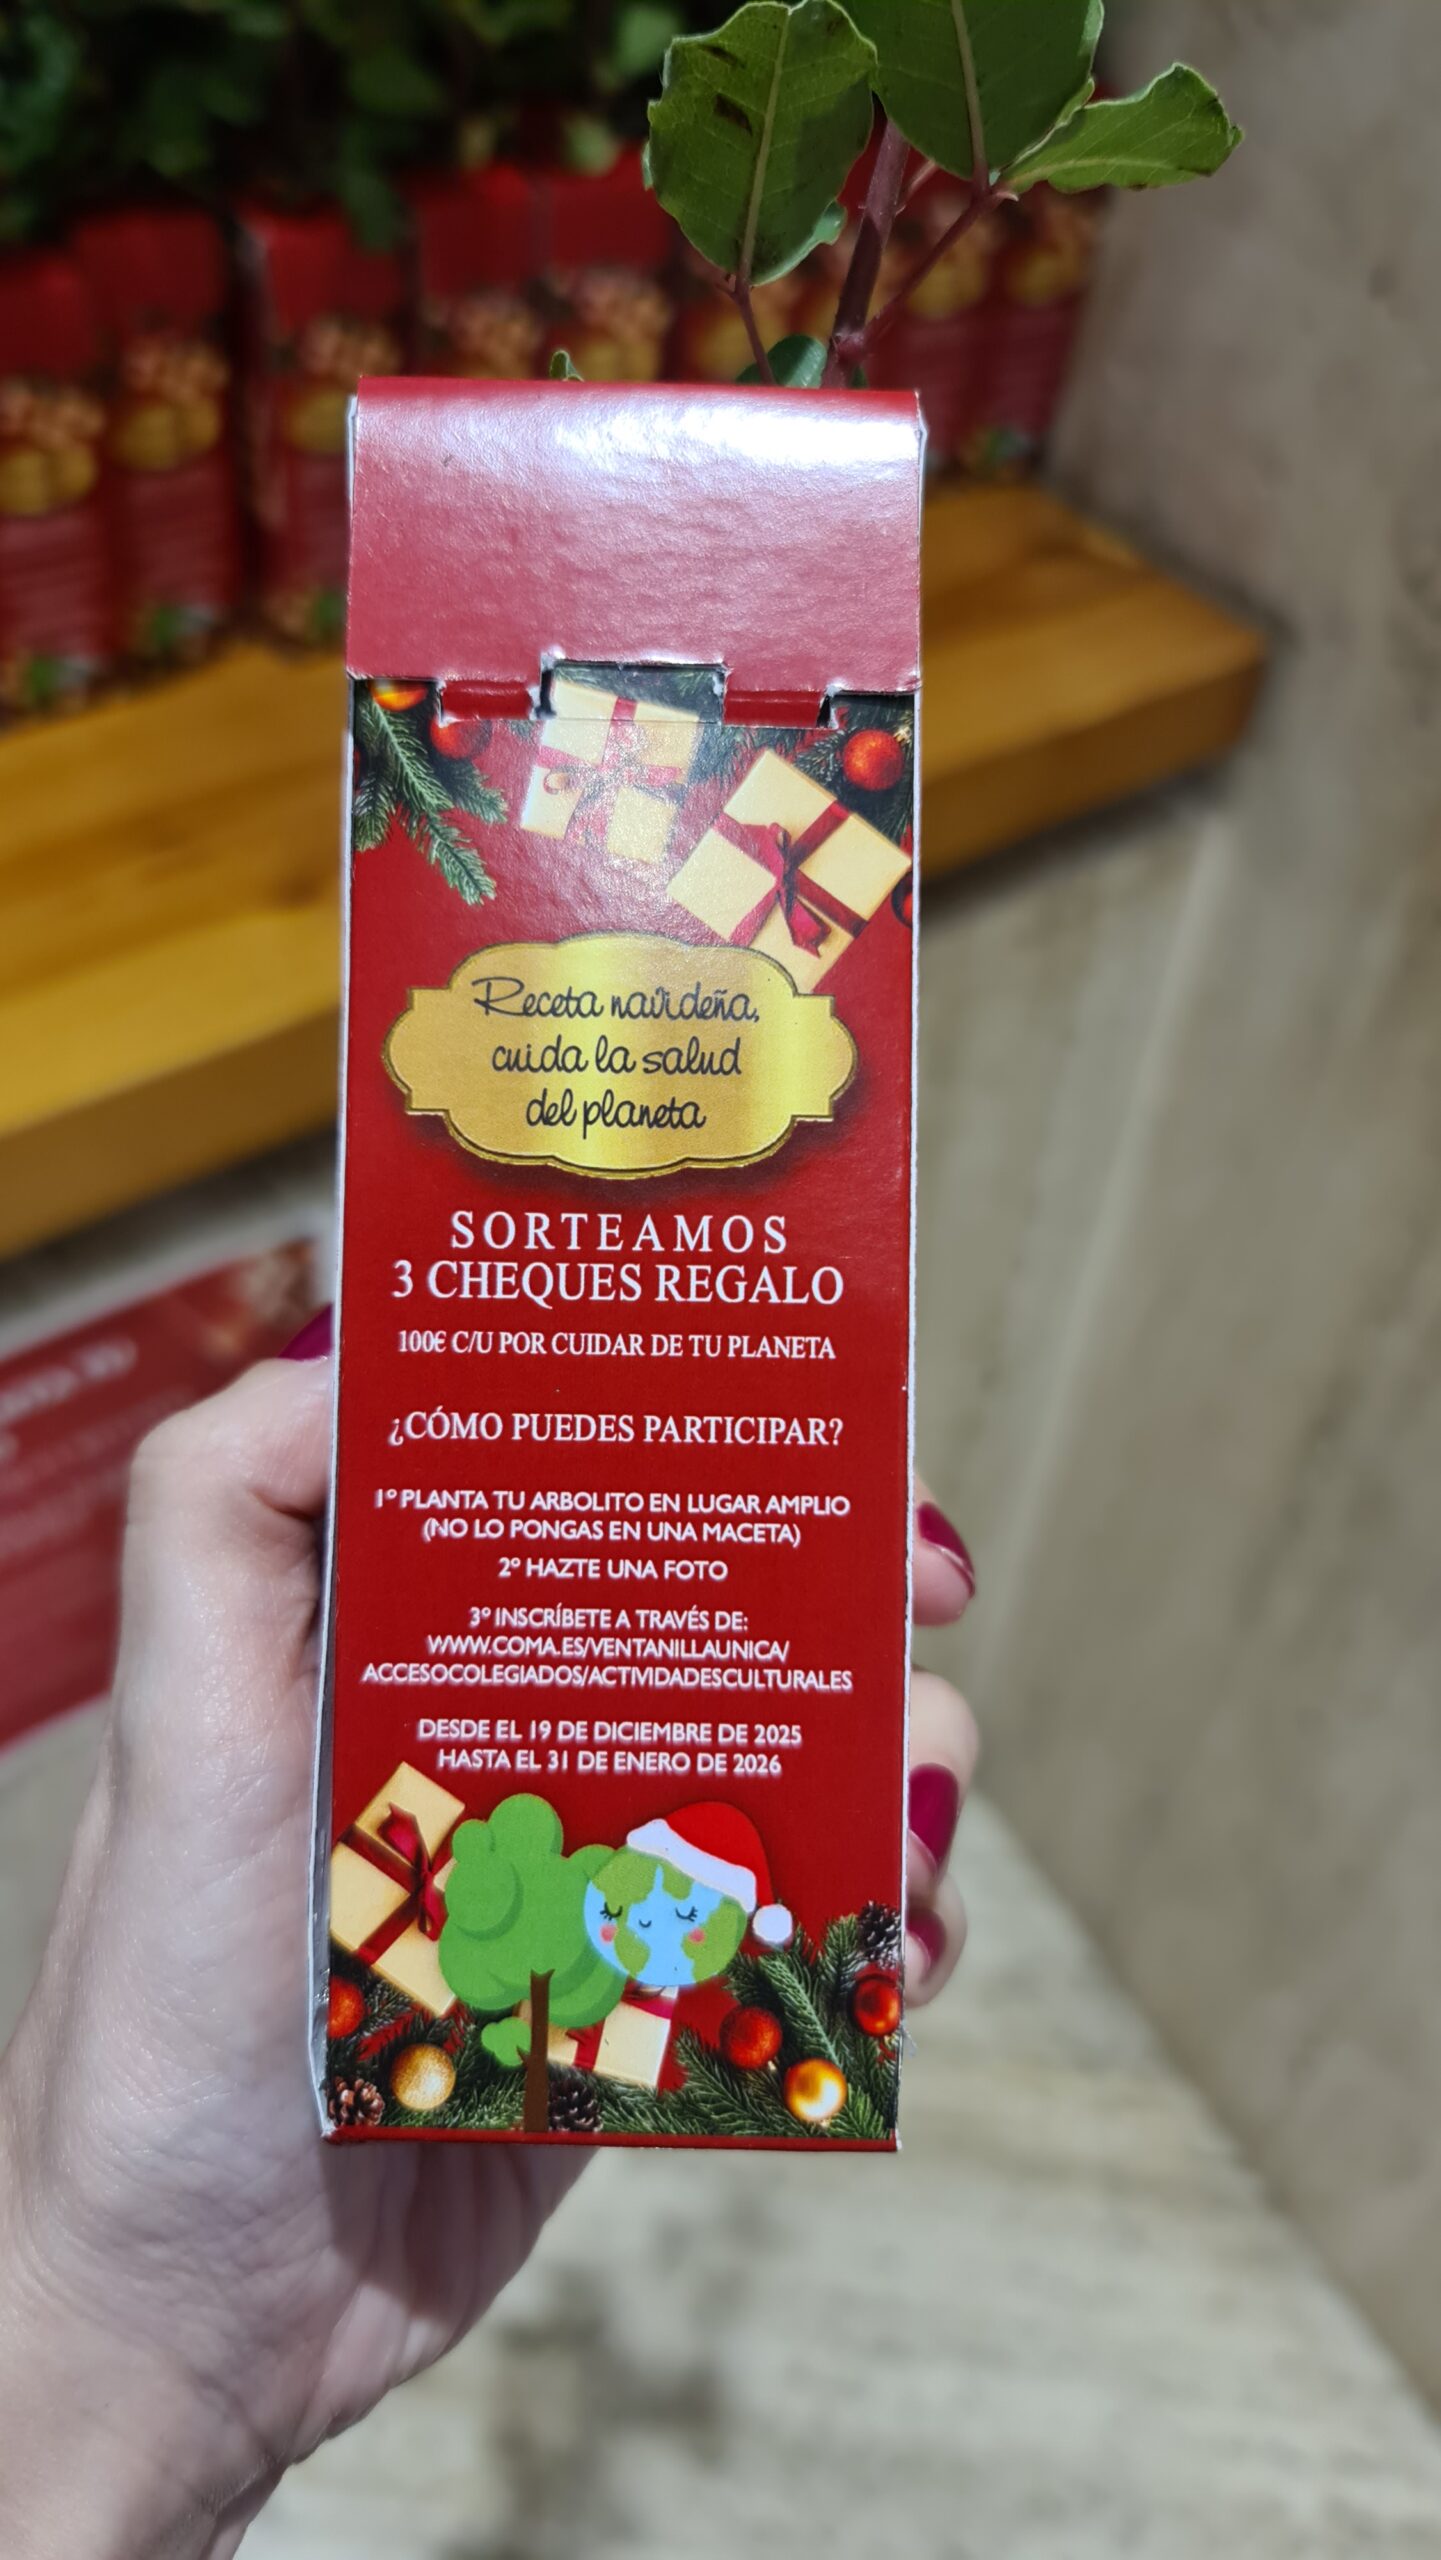 Receta navideña,
cuida la salud
del planeta
SORTEAMOS
3 CHEQUES REGALO
100€ C/U POR CUIDAR DE TU PLANETA
¿CÓMO PUEDES PARTICIPAR?
1º PLANTA TU ARBOLITO EN LUGAR AMPLIO
(NO LO PONGAS EN UNA MACETA)
2º HAZTE UNA FOTO
3º INSCRÍBETE A TRAVÉS DE:
WWW.COMA.ES/VENTANILLAUNICA/
ACCESOCOLEGIADOS/ACTIVIDADESCULTURALES
DESDE EL 19 DE DICIEMBRE DE 2025
HASTA EL 31 DE ENERO DE 2026